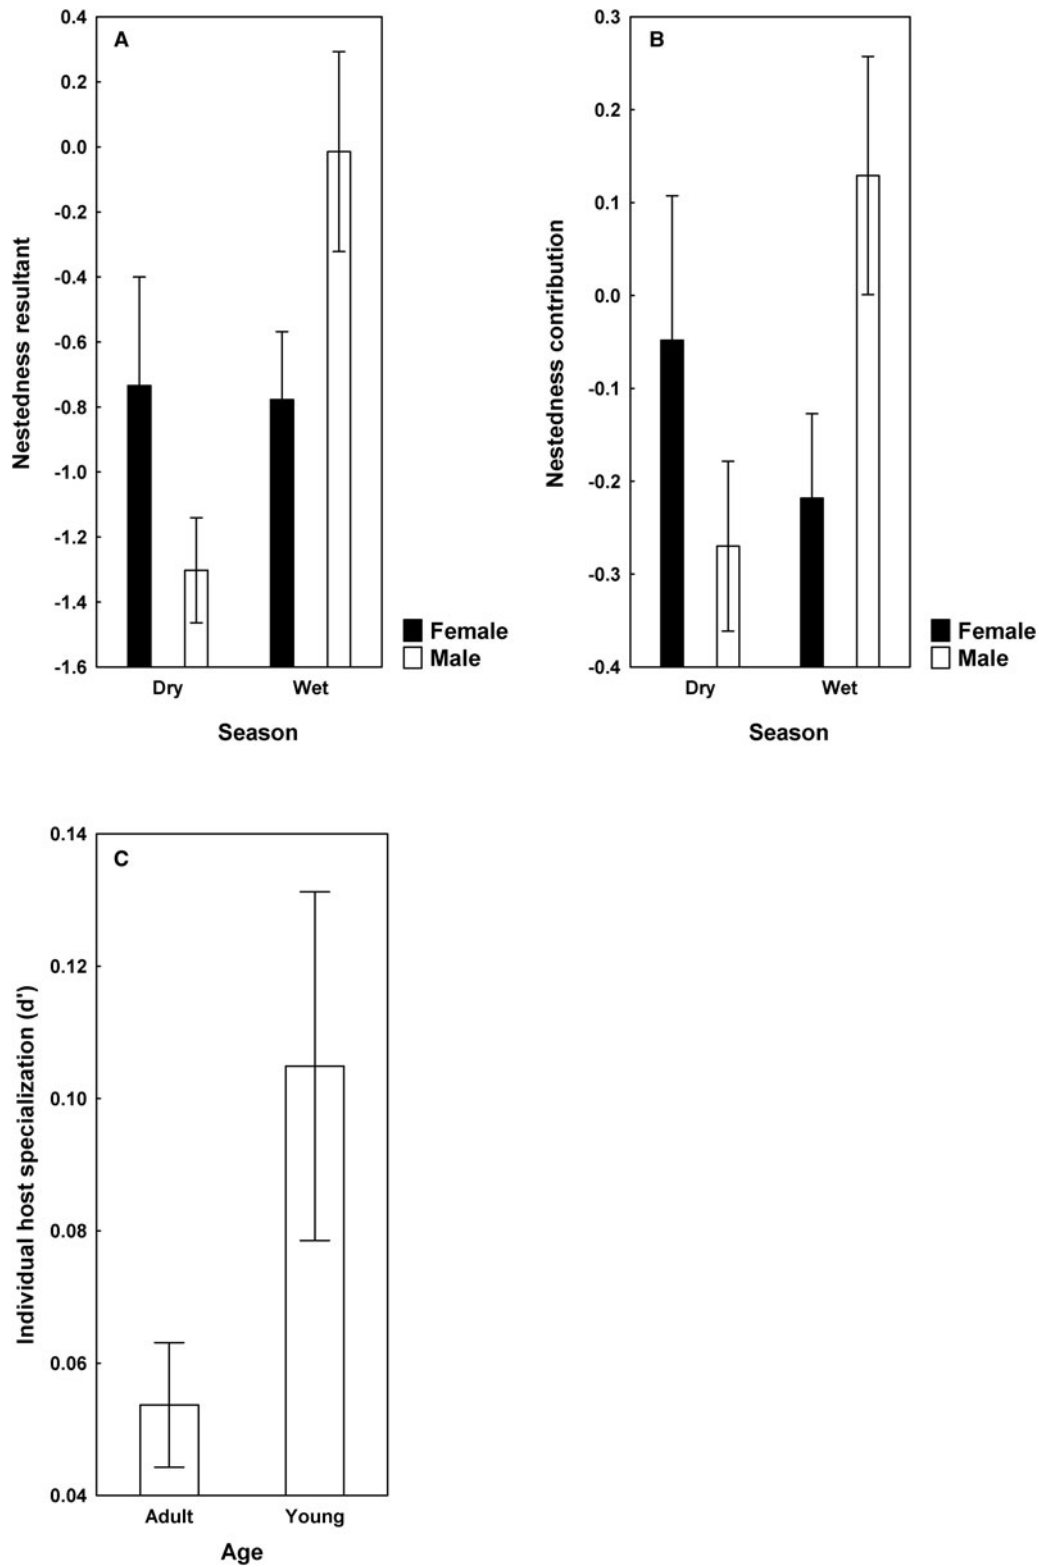 A
Nestedness resultant
0.4
0.2
0.0
-0.2
-0.4
-0.6
-0.8
-1.0
-1.2
-1.4
-1.6
Dry
Wet
Season
Female
Male
B
Nestedness contribution
0.3
0.2
0.1
0.0
-0.1
-0.2
-0.3
-0.4
Dry
Wet
Season
Female
Male
C
Individual host specialization (d')
0.14
0.12
0.10
0.08
0.06
0.04
Adult
Young
Age